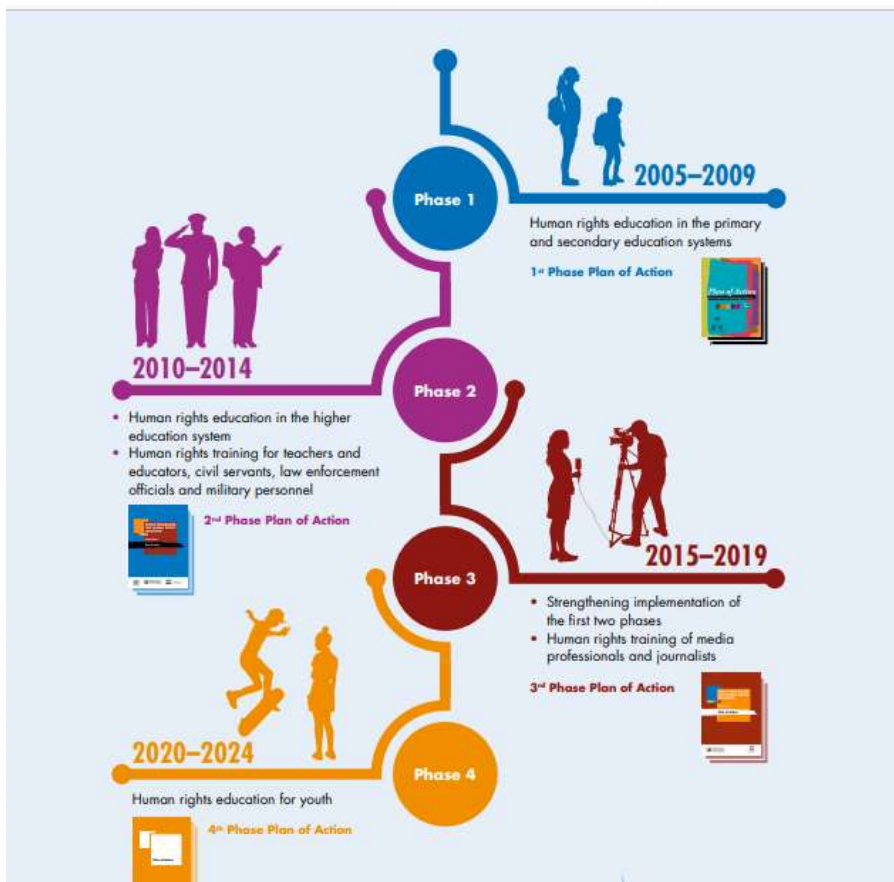 Phase 1
2005–2009
Human rights education in the primary
and secondary education systems
1st Phase Plan of Action
Plan of Action
2010–2014
Phase 2
• Human rights education in the higher
education system
• Human rights training for teachers and
educators, civil servants, law enforcement
officials and military personnel
2nd Phase Plan of Action
Phase 3
2015–2019
• Strengthening implementation of
the first two phases
• Human rights training of media
professionals and journalists
3rd Phase Plan of Action
2020–2024
Phase 4
Human rights education for youth
4th Phase Plan of Action